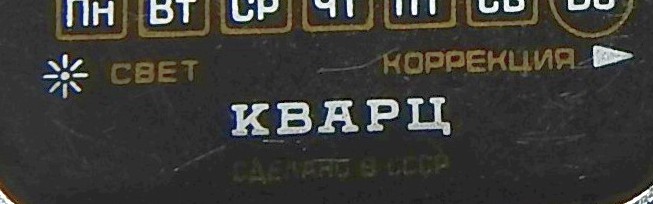 ПН ВТ СР ЧТ ПТ СБ ВС
СВЕТ КОРРЕКЦИЯ
КВАРЦ
СДЕЛАНО В СССР